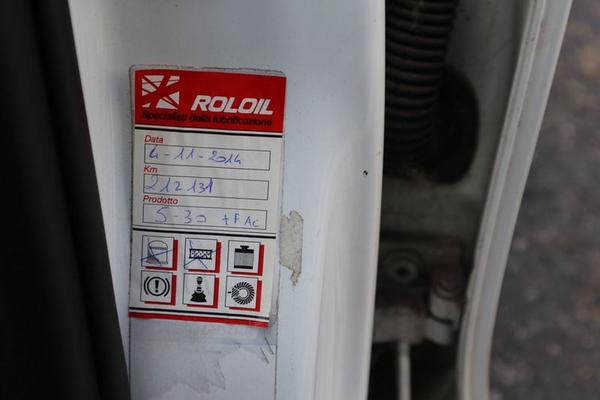 ROLOIL
Specialisti della lubrificazione
Data
4-11-2014
Km
212131
Prodotto
5-30 +F Ac